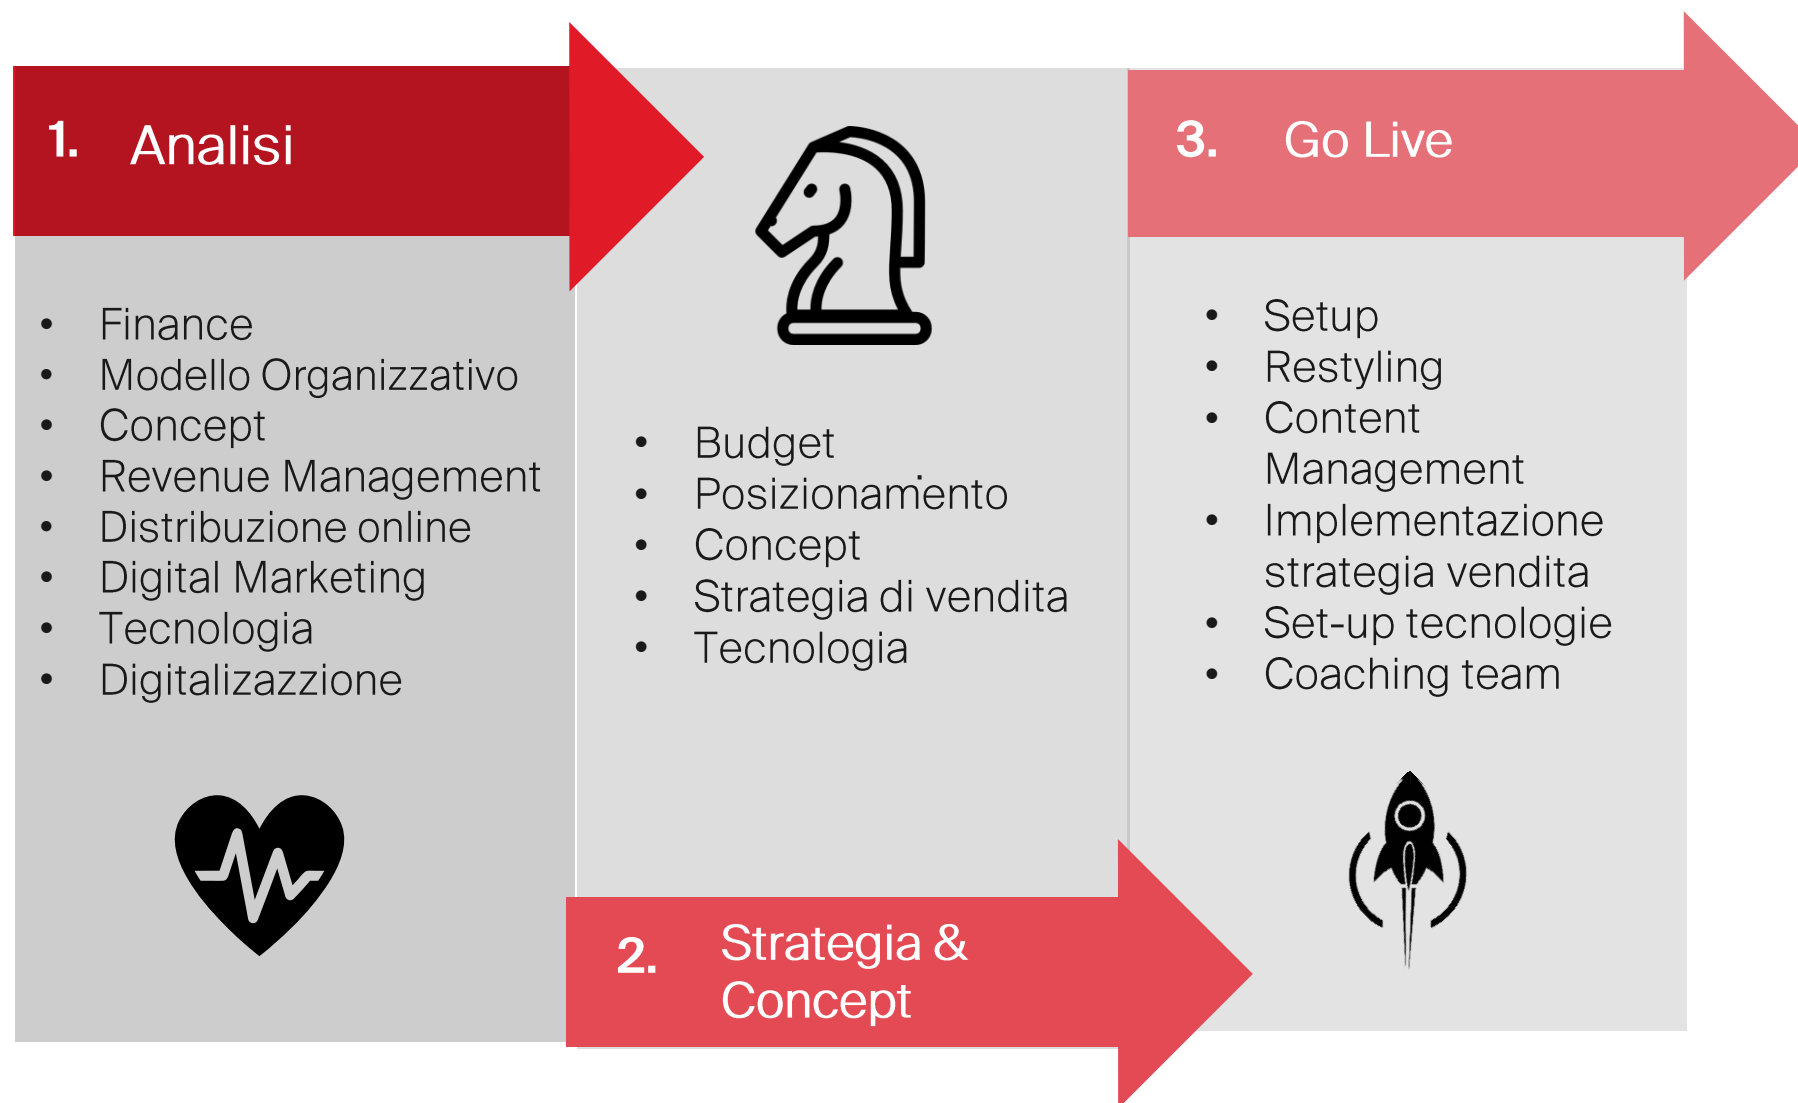 1. Analisi
• Finance
• Modello Organizzativo
• Concept
• Revenue Management
• Distribuzione online
• Digital Marketing
• Tecnologia
• Digitalizazzione
• Budget
• Posizionamento
• Concept
• Strategia di vendita
• Tecnologia
2. Strategia &
Concept
3. Go Live
• Setup
• Restyling
• Content
Management
• Implementazione
strategia vendita
• Set-up tecnologie
• Coaching team